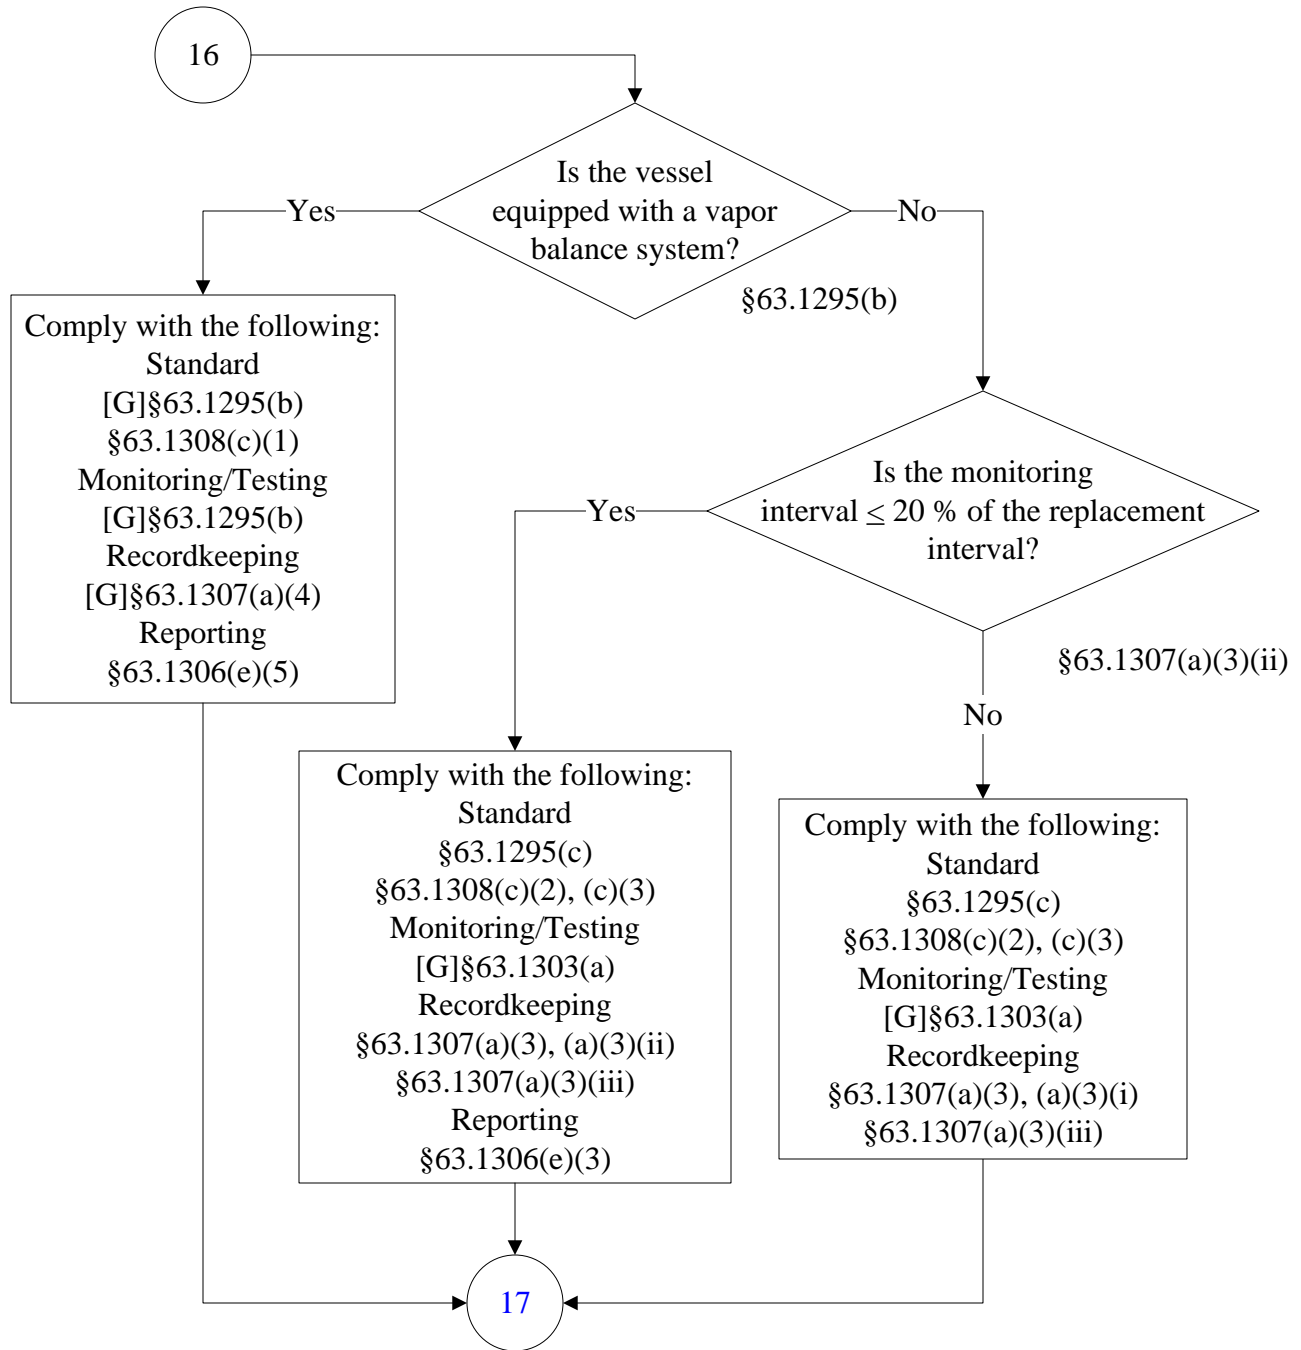 16
Is the vessel
equipped with a vapor
balance system?
Yes
No
§63.1295(b)
Comply with the following:
Standard
[G]§63.1295(b)
§63.1308(c)(1)
Monitoring/Testing
[G]§63.1295(b)
Recordkeeping
[G]§63.1307(a)(4)
Reporting
§63.1306(e)(5)
Is the monitoring
interval ≤ 20 % of the replacement
interval?
Yes
§63.1307(a)(3)(ii)
No
Comply with the following:
Standard
§63.1295(c)
§63.1308(c)(2), (c)(3)
Monitoring/Testing
[G]§63.1303(a)
Recordkeeping
§63.1307(a)(3), (a)(3)(ii)
§63.1307(a)(3)(iii)
Reporting
§63.1306(e)(3)
Comply with the following:
Standard
§63.1295(c)
§63.1308(c)(2), (c)(3)
Monitoring/Testing
[G]§63.1303(a)
Recordkeeping
§63.1307(a)(3), (a)(3)(i)
§63.1307(a)(3)(iii)
17